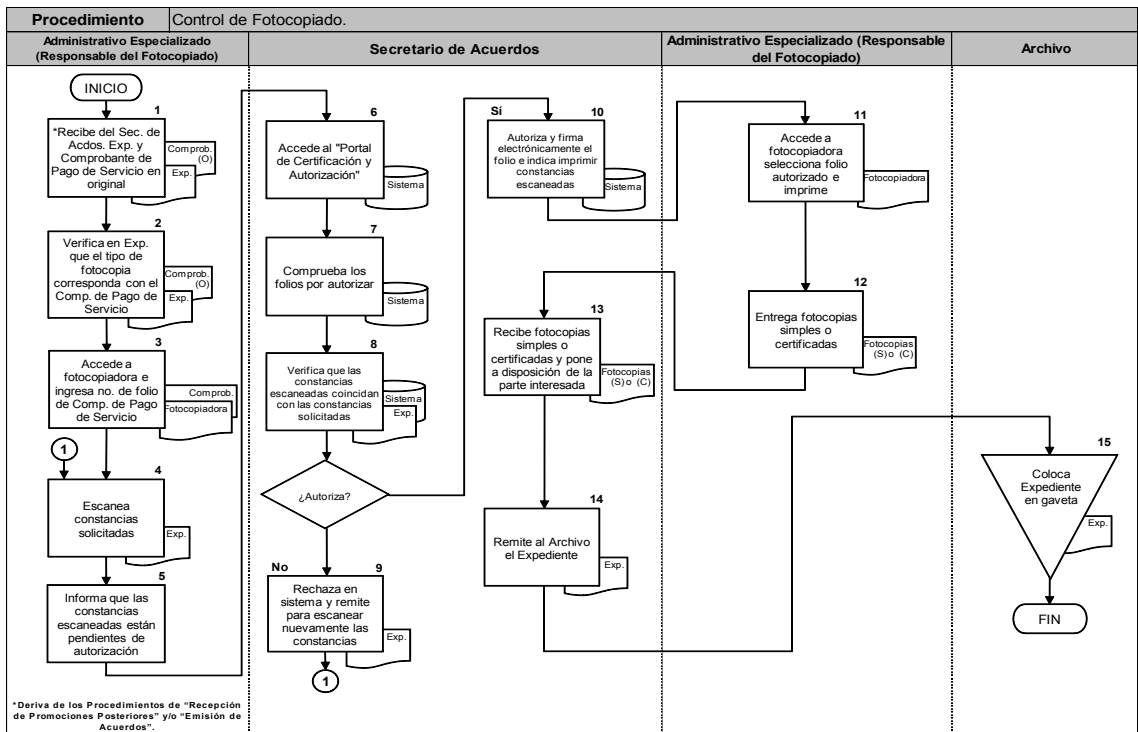 Procedimiento
Control de Fotocopiado.
Administrativo Especializado
(Responsable del Fotocopiado)
Secretario de Acuerdos
Administrativo Especializado (Responsable
del Fotocopiado)
Archivo
INICIO
1
*Recibe del Sec. de
Acdos. Exp. y
Comprobante de
Pago de Servicio en
original
Comprob.
(O)
Exp.
2
Verifica en Exp.
que el tipo de
fotocopia
corresponda con el
Comp. de Pago de
Servicio
Comprob.
(O)
Exp.
3
Accede a
fotocopiadora e
ingresa no. de folio
de Comp. de Pago
de Servicio
Comprob.
Fotocopiadora
1
4
Escanea
constancias
solicitadas
Exp.
5
Informa que las
constancias
escaneadas están
pendientes de
autorización
*Deriva de los Procedimientos de “Recepción
de Promociones Posteriores” y/o “Emisión de
Acuerdos”.
6
Accede al "Portal
de Certificación y
Autorización"
Sistema
7
Comprueba los
folios por autorizar
Sistema
8
Verifica que las
constancias
escaneadas coincidan
con las constancias
solicitadas
Sistema
Exp.
¿Autoriza?
No
9
Rechaza en
sistema y remite
para escanear
nuevamente las
constancias
Exp.
1
Sí
10
Autoriza y firma
electrónicamente el
folio e indica imprimir
constancias
escaneadas
Sistema
11
Accede a
fotocopiadora
selecciona folio
autorizado e
imprime
Fotocopiadora
12
Entrega fotocopias
simples o
certificadas
Fotocopias
(S) o (C)
13
Recibe fotocopias
simples o
certificadas y pone
a disposición de la
parte interesada
Fotocopias
(S) o (C)
14
Remite al Archivo
el Expediente
Exp.
15
Coloca
Expediente
en gaveta
Exp.
FIN